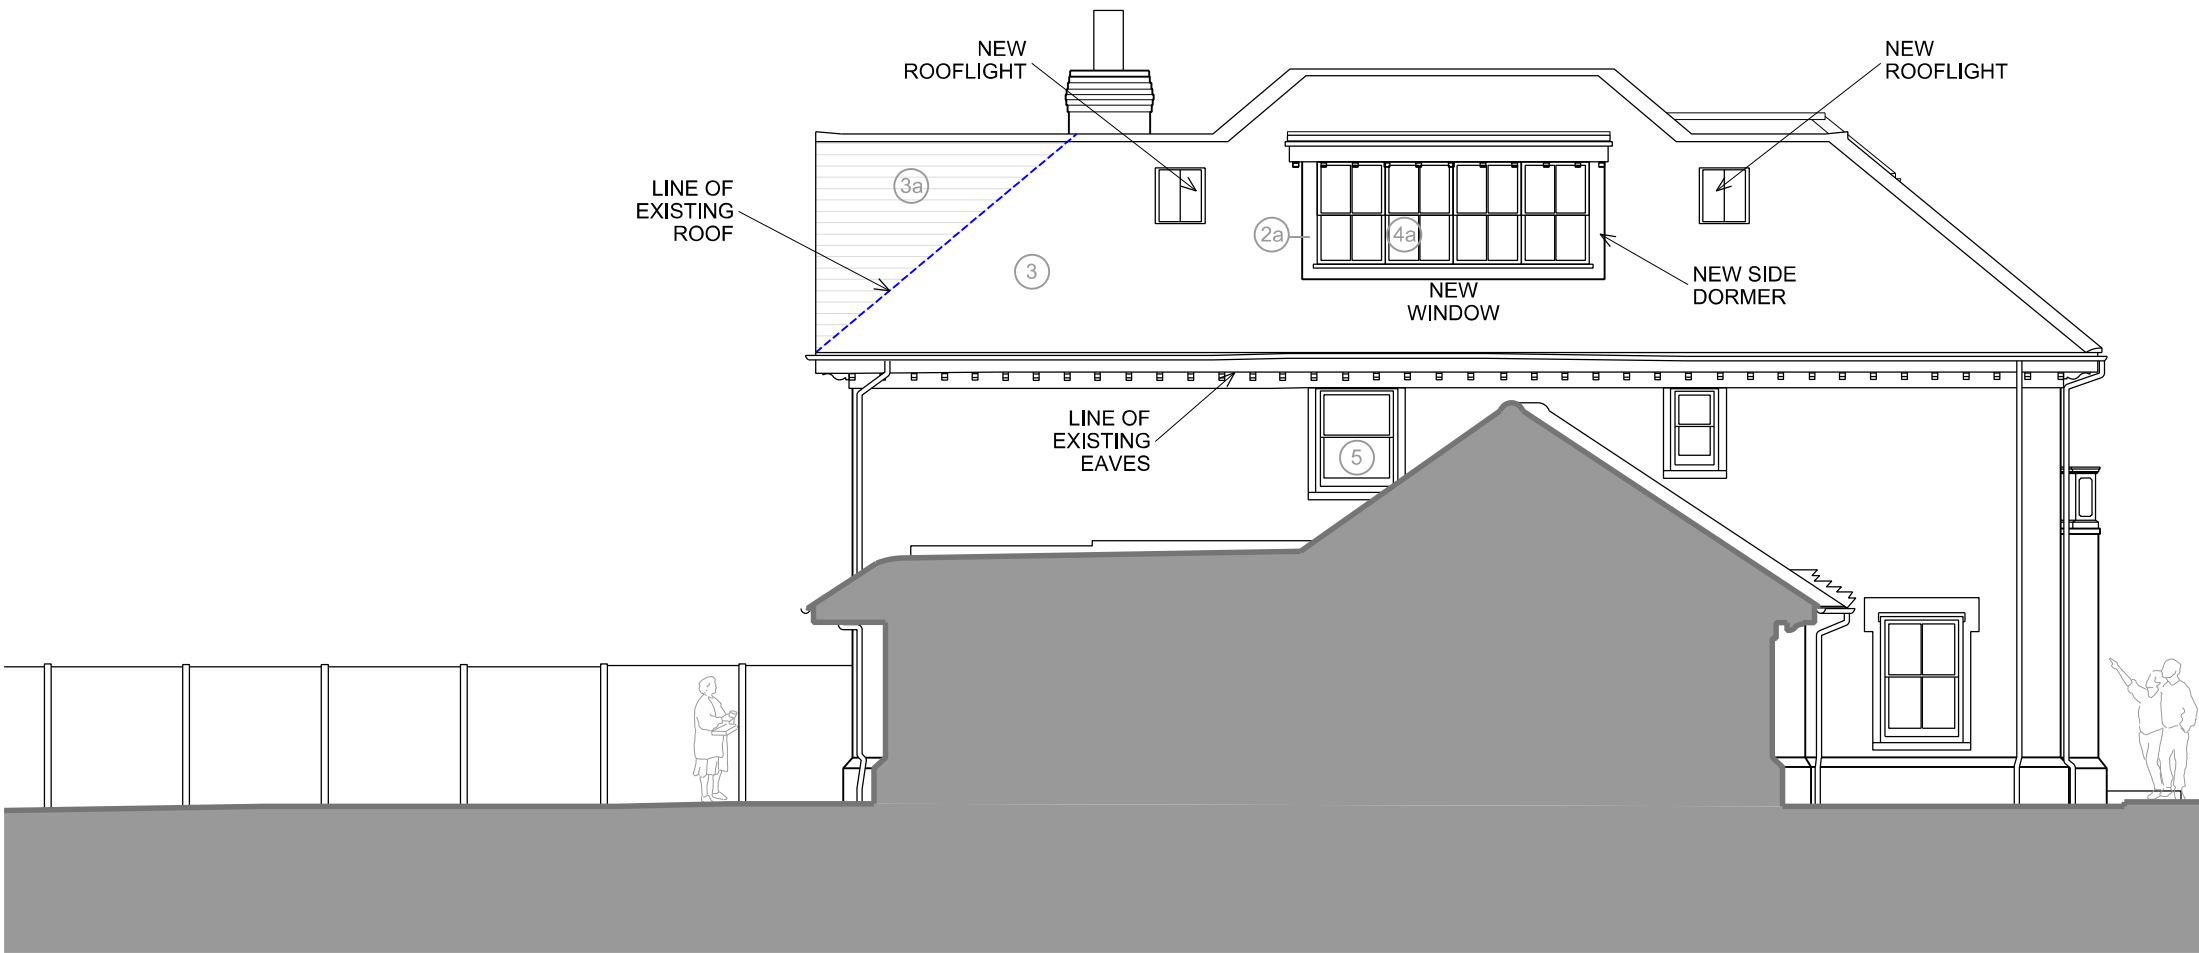 NEW
ROOFLIGHT
NEW
ROOFLIGHT
LINE OF
EXISTING
ROOF
3a
3
2a
4a
NEW
WINDOW
NEW SIDE
DORMER
LINE OF
EXISTING
EAVES
5